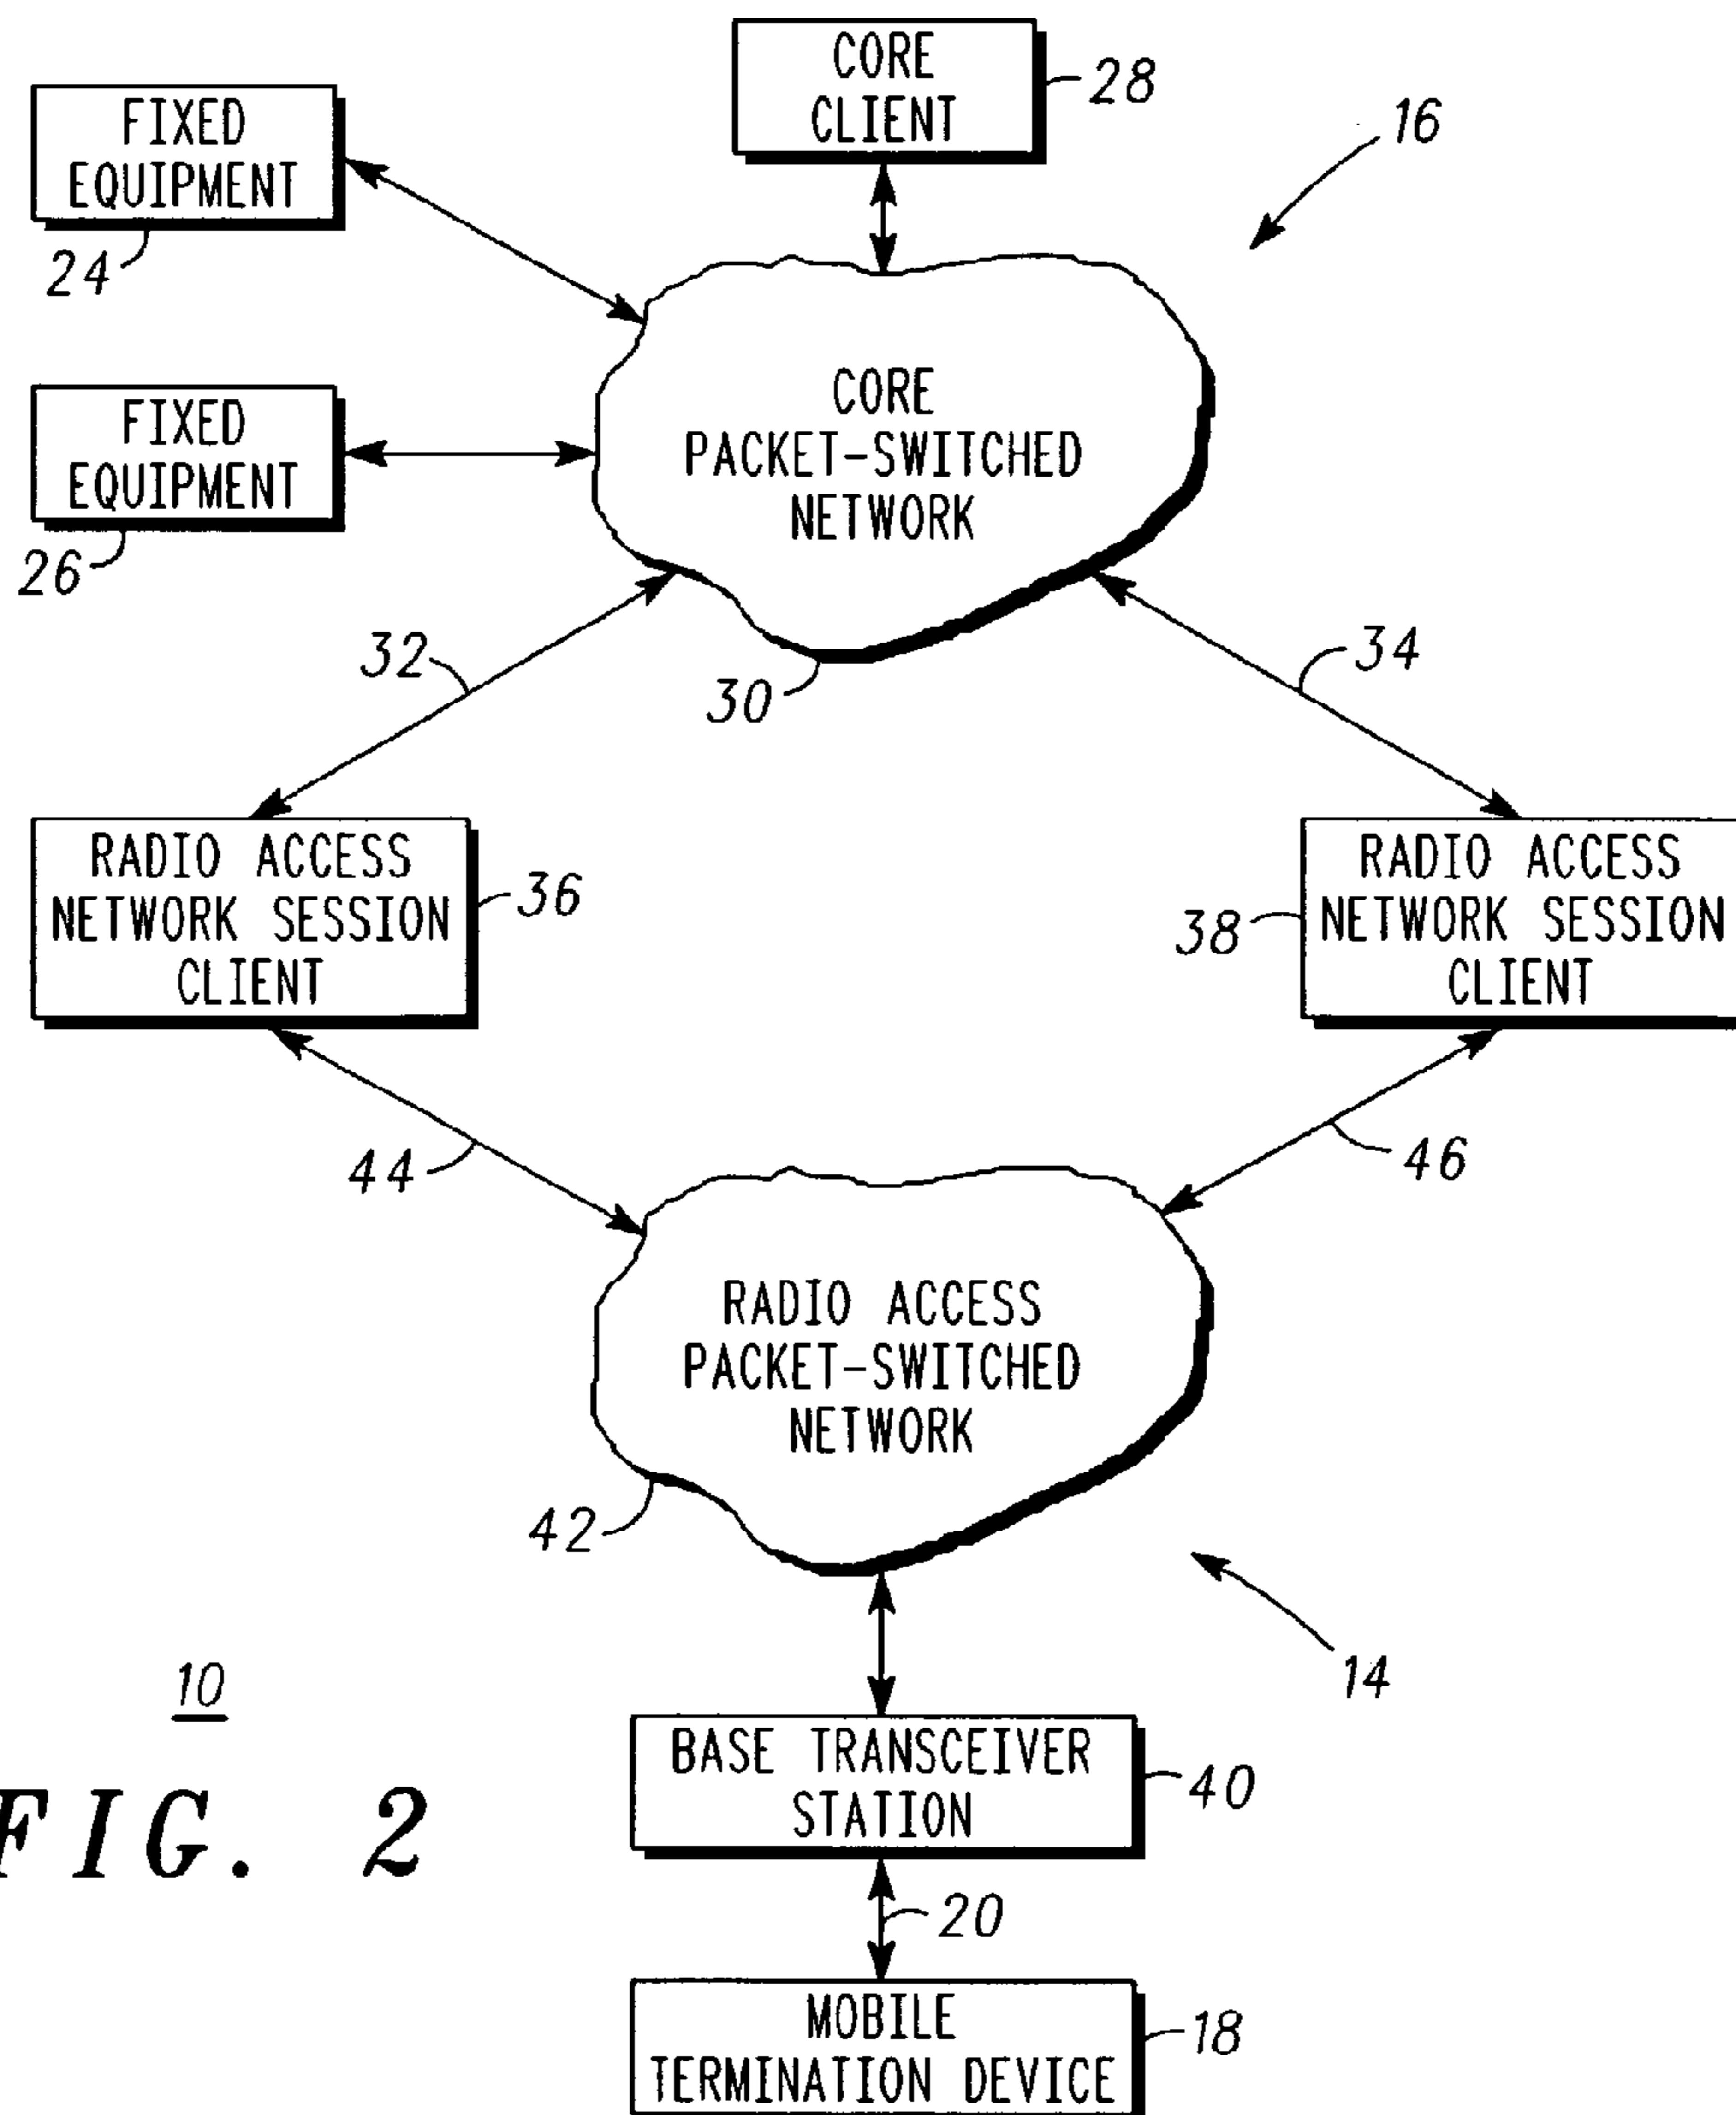 CORE
CLIENT
28
16
FIXED
EQUIPMENT
24
FIXED
EQUIPMENT
26
CORE
PACKET-SWITCHED
NETWORK
30
32
34
RADIO ACCESS
NETWORK SESSION
CLIENT
36
RADIO ACCESS
NETWORK SESSION
CLIENT
38
44
46
RADIO ACCESS
PACKET-SWITCHED
NETWORK
42
14
10
BASE TRANSCEIVER
STATION
40
FIG. 2
20
MOBILE
TERMINATION DEVICE
18